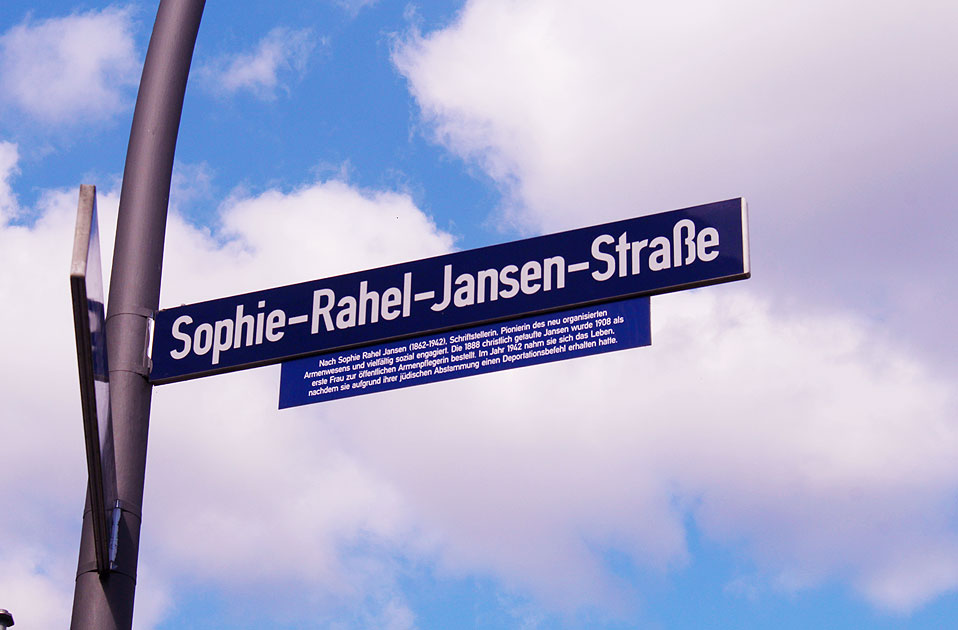 Sophie-Rahel-Jansen-Straße
Nach Sophie Rahel Jansen (1862-1942), Schriftstellerin, Pionierin des neu organisierten
Armenwesens und vielfältig sozial engagiert. Die 1888 christlich getaufte Jansen wurde 1908 als
erste Frau zur öffentlichen Armenpflegerin bestellt. Im Jahr 1942 nahm sie sich das Leben,
nachdem sie aufgrund ihrer jüdischen Abstammung einen Deportationsbefehl erhalten hatte.